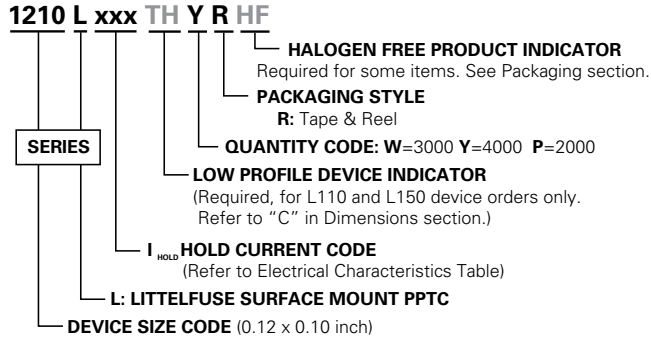 1210 L xxx TH Y R HF
HALOGEN FREE PRODUCT INDICATOR
Required for some items. See Packaging section.
PACKAGING STYLE
R: Tape & Reel
SERIES
QUANTITY CODE: W=3000 Y=4000 P=2000
LOW PROFILE DEVICE INDICATOR
(Required, for L110 and L150 device orders only.
Refer to “C” in Dimensions section.)
I HOLD HOLD CURRENT CODE
(Refer to Electrical Characteristics Table)
L: LITTELFUSE SURFACE MOUNT PPTC
DEVICE SIZE CODE (0.12 x 0.10 inch)